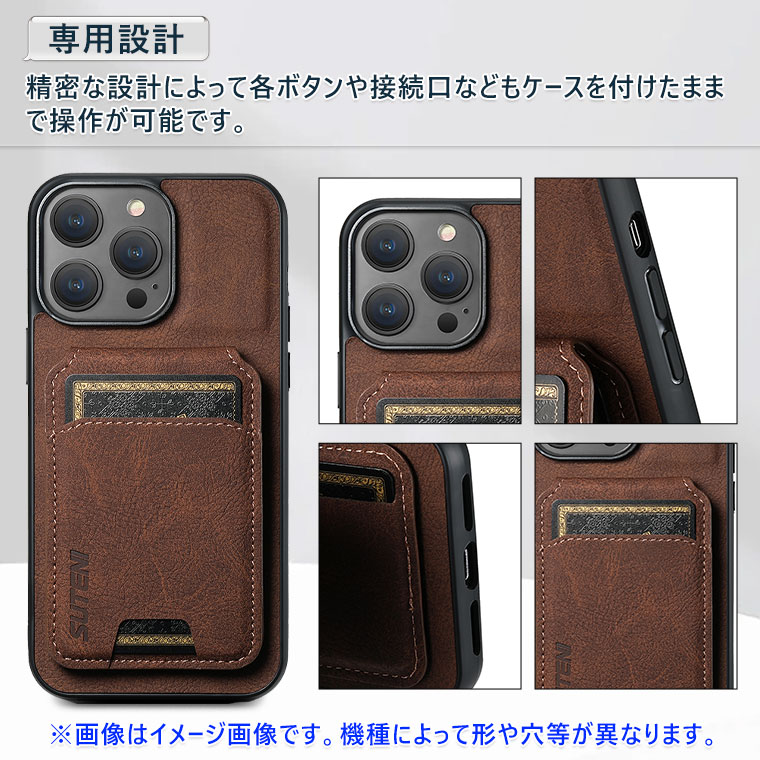 専用設計
精密な設計によって各ボタンや接続口などもケースを付けたまま
で操作が可能です。
SUTENI
SUTENI
※画像はイメージ画像です。機種によって形や穴等が異なります。